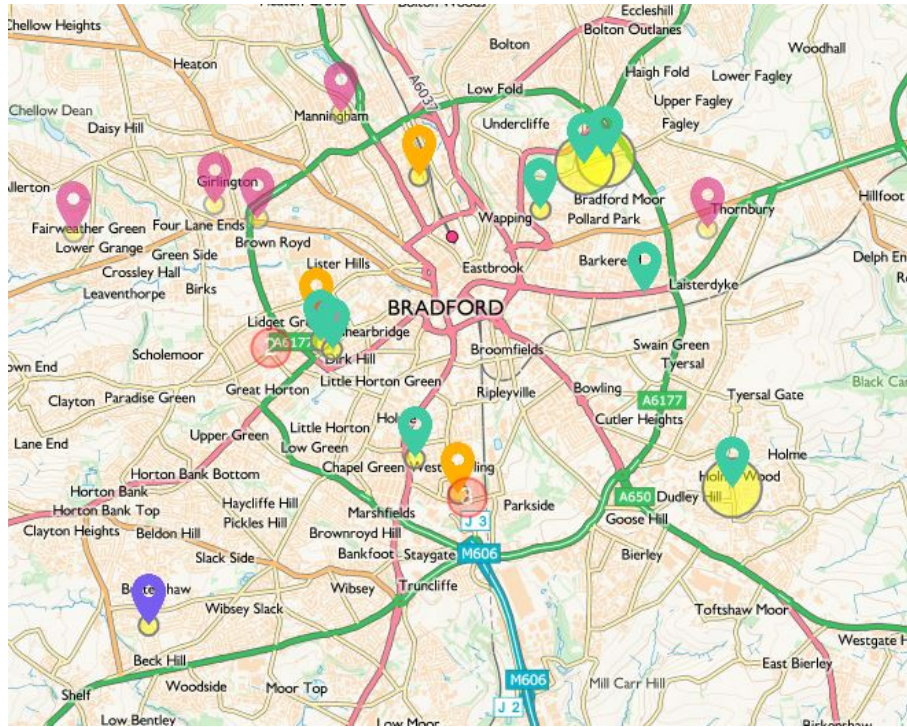 Eccleshill
Bolton Outlanes
Chellow Heights
Bolton
Woodhall
Heaton
Haigh Fold
Lower Fagley
A6037
Low Fold
Upper Fagley
Chellow Dean
Manningham
Undercliffe
Fagley
Daisy Hill
Allerton
Girlington
Bradford Moor
Hillfoot
Fairweather Green
Four Lane Ends
Wapping
Pollard Park
Thornbury
Lower Grange
Brown Royd
Green Side
Crossley Hall
Lister Hills
Eastbrook
Leaventhorpe
Birks
Laisterdyke
BRADFORD
Scholemoor
A6177
Dirk Hill
Broomfields
Swain Green
Tyersal
Great Horton
Little Horton Green
Ripleyville
Bowling
Clayton
Paradise Green
A6177
Tyersal Gate
Upper Green
Little Horton
Cutler Heights
Lane End
Low Green
Holme
Chapel Green
Horton Bank Bottom
Horton Bank
Haycliffe Hill
Parkside
A650
Dudley Hill
Horton Bank Top
Pickles Hill
Marshfields
J 3
Goose Hill
Clayton Heights
Beldon Hill
Brownroyd Hill
Slack Side
Bankfoot
Staygate
M606
Bierley
Wibsey
Truncliffe
Wibsey Slack
Toftshaw Moor
Beck Hill
East Bierley
Shelf
Woodside
Moor Top
M606
Mill Carr Hill
J 2
Low Bentley
Low Moor